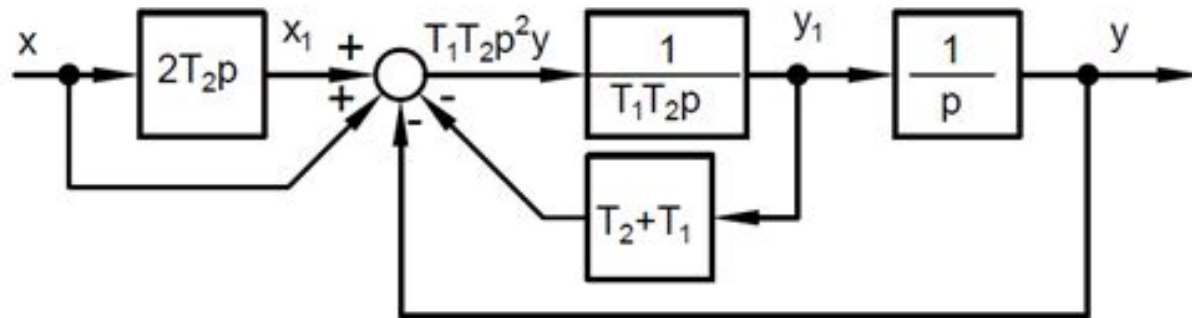 x
2T₂p
x₁
+
+
-
-
T₁T₂p²y
1
T₁T₂p
y₁
1
p
y
T₂+T₁